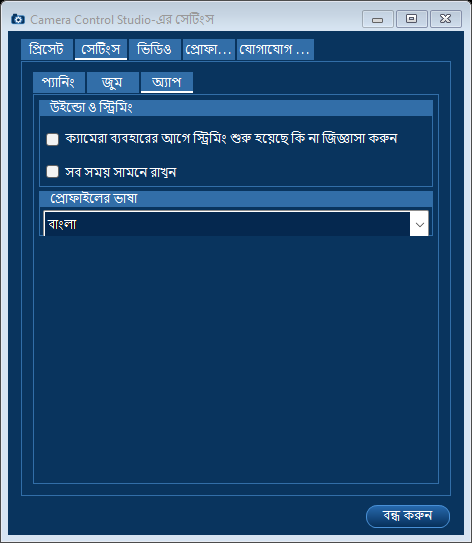 Camera Control Studio-এর সেটিংস
প্রিসেট সেটিংস ভিডিও প্রোফা... যোগাযোগ ...
প্যানিং জুম অ্যাপ
উইন্ডো ও স্ট্রিমিং
ক্যামেরা ব্যবহারের আগে স্ট্রিমিং শুরু হয়েছে কি না জিজ্ঞাসা করুন
সব সময় সামনে রাখুন
প্রোফাইলের ভাষা
বাংলা
বন্ধ করুন